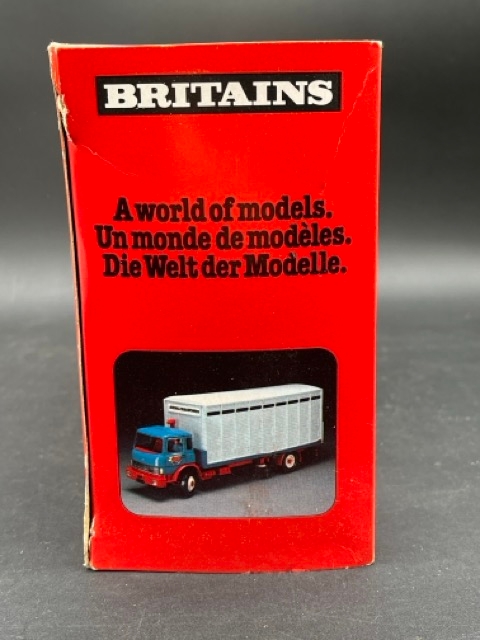 BRITAINS
A world of models.
Un monde de modèles.
Die Welt der Modelle.